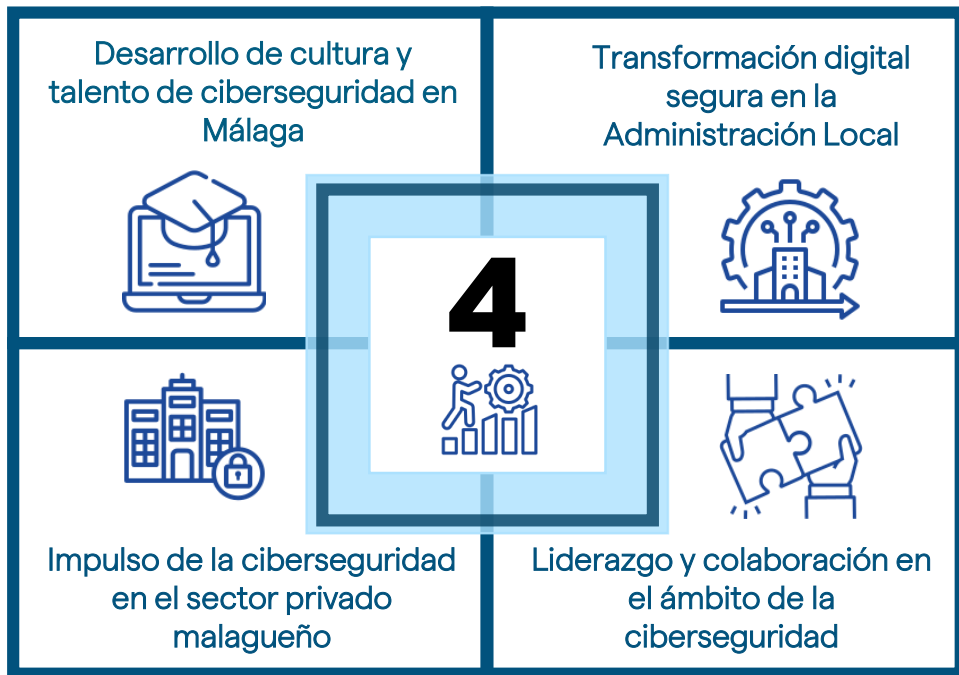 Desarrollo de cultura y
talento de ciberseguridad en
Málaga
Transformación digital
segura en la
Administración Local
4
Impulso de la ciberseguridad
en el sector privado
malagueño
Liderazgo y colaboración en
el ámbito de la
ciberseguridad